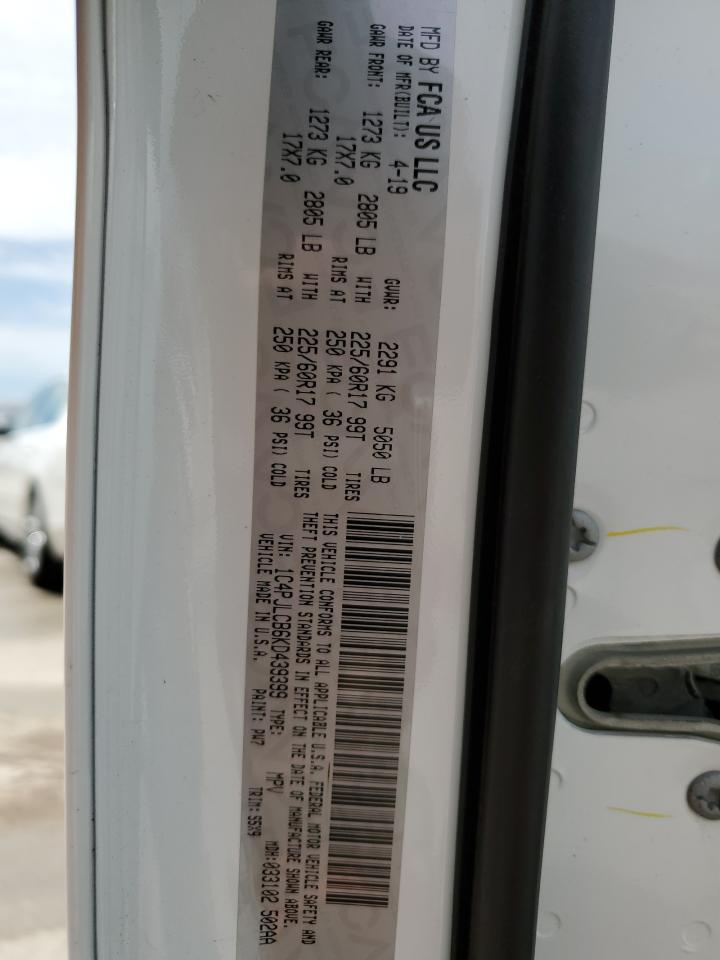 MFD BY FCA US LLC
DATE OF MFR(BUILT): 4-19 GVWR: 2291 KG 5050 LB
GAWR FRONT: 1273 KG 2805 LB WITH 225/60R17 99T TIRES
17X7.0 RIMS AT 250 KPA ( 36 PSI) COLD
GAWR REAR: 1273 KG 2805 LB WITH 225/60R17 99T TIRES
17X7.0 RIMS AT 250 KPA ( 36 PSI) COLD
THIS VEHICLE CONFORMS TO ALL APPLICABLE U.S.A. FEDERAL MOTOR VEHICLE SAFETY AND
THEFT PREVENTION STANDARDS IN EFFECT ON THE DATE OF MANUFACTURE SHOWN ABOVE.
VIN: 1C4PJLCB6KD439399 TYPE: MPV MDH: 033102 502AA
VEHICLE MADE IN U.S.A. PAINT: PW7 TRIM: S5X9